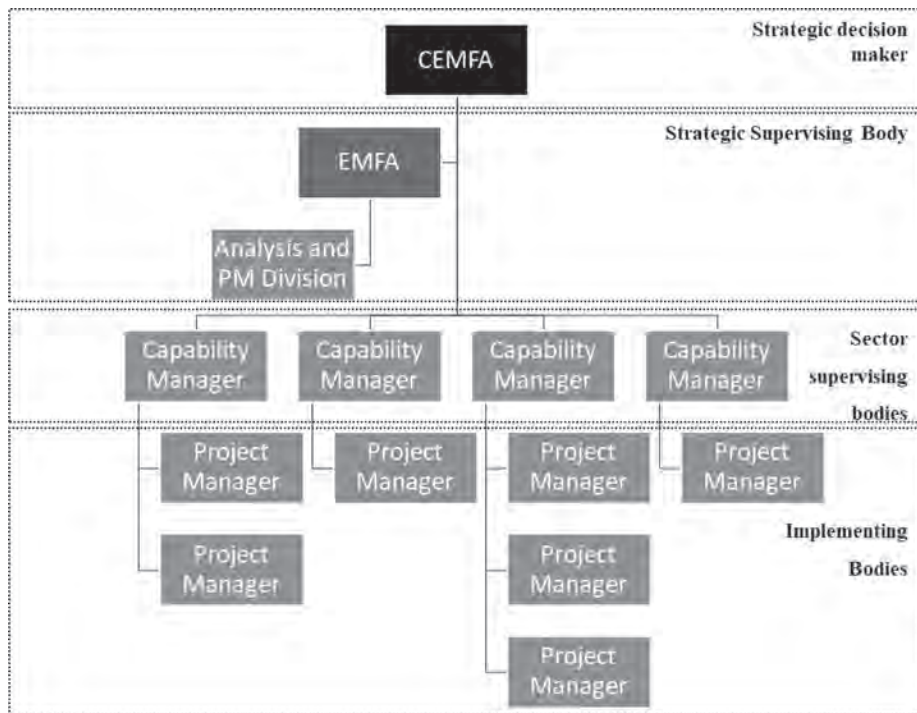 Strategic decision
maker
CEMFA
Strategic Supervising Body
EMFA
Analysis and
PM Division
Capability
Manager
Capability
Manager
Capability
Manager
Capability
Manager
Sector
supervising
bodies
Project
Manager
Project
Manager
Project
Manager
Project
Manager
Project
Manager
Project
Manager
Implementing
Bodies
Project
Manager